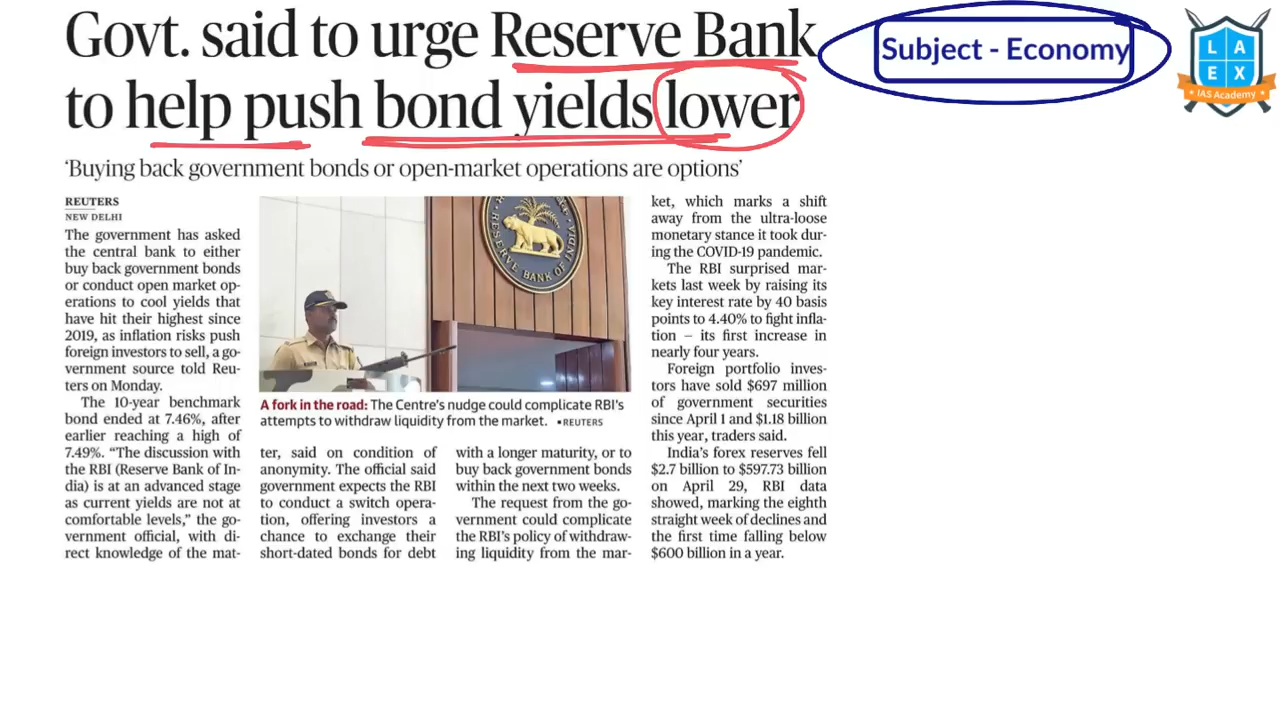 Govt. said to urge Reserve Bank
to help push bond yields lower
Subject - Economy
L A
E X
IAS Academy
'Buying back government bonds or open-market operations are options'
REUTERS
NEW DELHI
The government has asked
the central bank to either
buy back government bonds
or conduct open market op-
erations to cool yields that
have hit their highest since
2019, as inflation risks push
foreign investors to sell, a go-
vernment source told Reu-
ters on Monday.
The 10-year benchmark
bond ended at 7.46%, after
earlier reaching a high of
7.49%. “The discussion with
the RBI (Reserve Bank of In-
dia) is at an advanced stage
as current yields are not at
comfortable levels,” the go-
vernment official, with di-
rect knowledge of the mat-
RESERVE BANK OF INDIA
A fork in the road: The Centre's nudge could complicate RBI's
attempts to withdraw liquidity from the market. •REUTERS
ter, said on condition of
anonymity. The official said
government expects the RBI
to conduct a switch opera-
tion, offering investors a
chance to exchange their
short-dated bonds for debt
with a longer maturity, or to
buy back government bonds
within the next two weeks.
The request from the go-
vernment could complicate
the RBI's policy of withdraw-
ing liquidity from the mar-
ket, which marks a shift
away from the ultra-loose
monetary stance it took dur-
ing the COVID-19 pandemic.
The RBI surprised mar-
kets last week by raising its
key interest rate by 40 basis
points to 4.40% to fight infla-
tion – its first increase in
nearly four years.
Foreign portfolio inves-
tors have sold $697 million
of government securities
since April 1 and $1.18 billion
this year, traders said.
India's forex reserves fell
$2.7 billion to $597.73 billion
on April 29, RBI data
showed, marking the eighth
straight week of declines and
the first time falling below
$600 billion in a year.